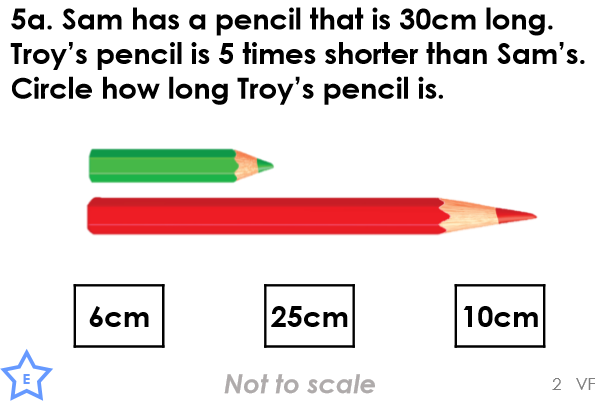 5a. Sam has a pencil that is 30cm long.
Troy's pencil is 5 times shorter than Sam's.
Circle how long Troy's pencil is.
6cm
25cm
10cm
E
Not to scale
2 VF